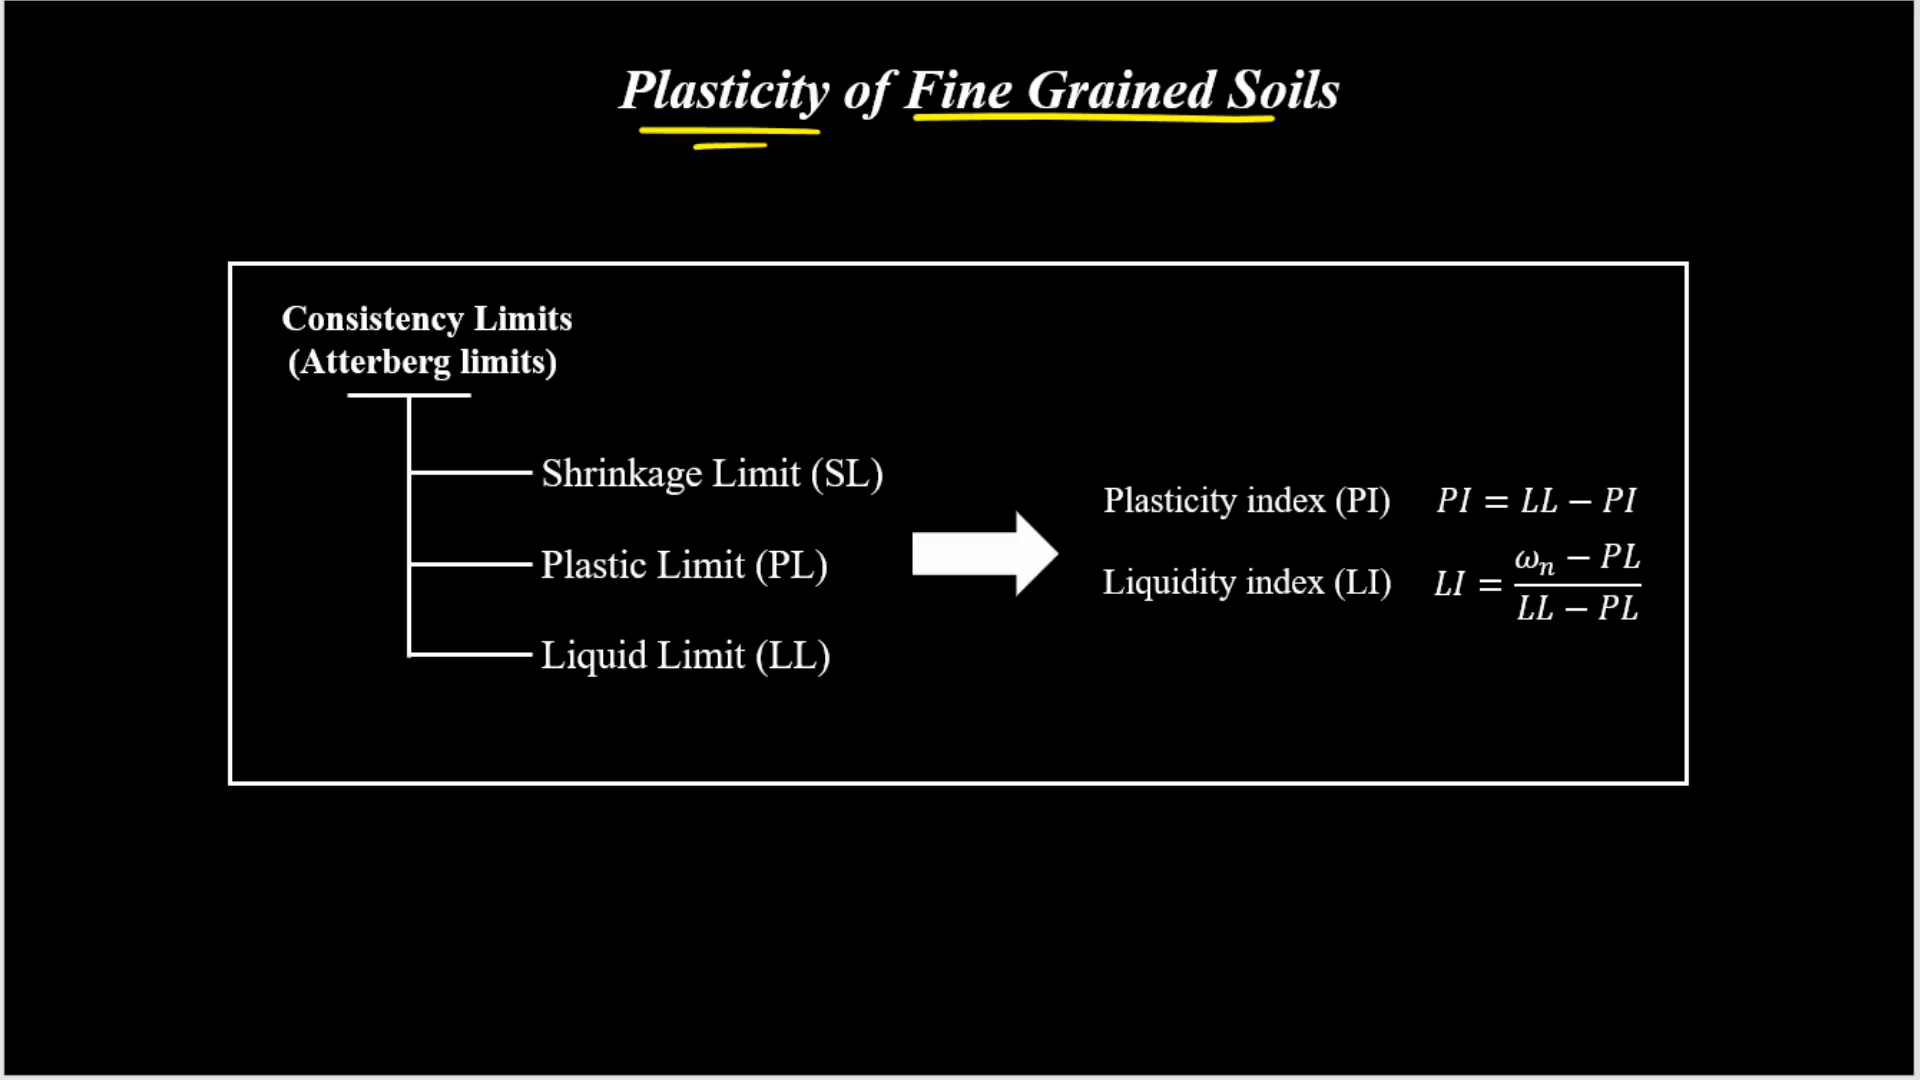 Plasticity of Fine Grained Soils
Consistency Limits
(Atterberg limits)
Shrinkage Limit (SL)
Plastic Limit (PL)
Liquid Limit (LL)
Plasticity index (PI) PI = LL − PI
Liquidity index (LI) LI = (ωn − PL) / (LL − PL)